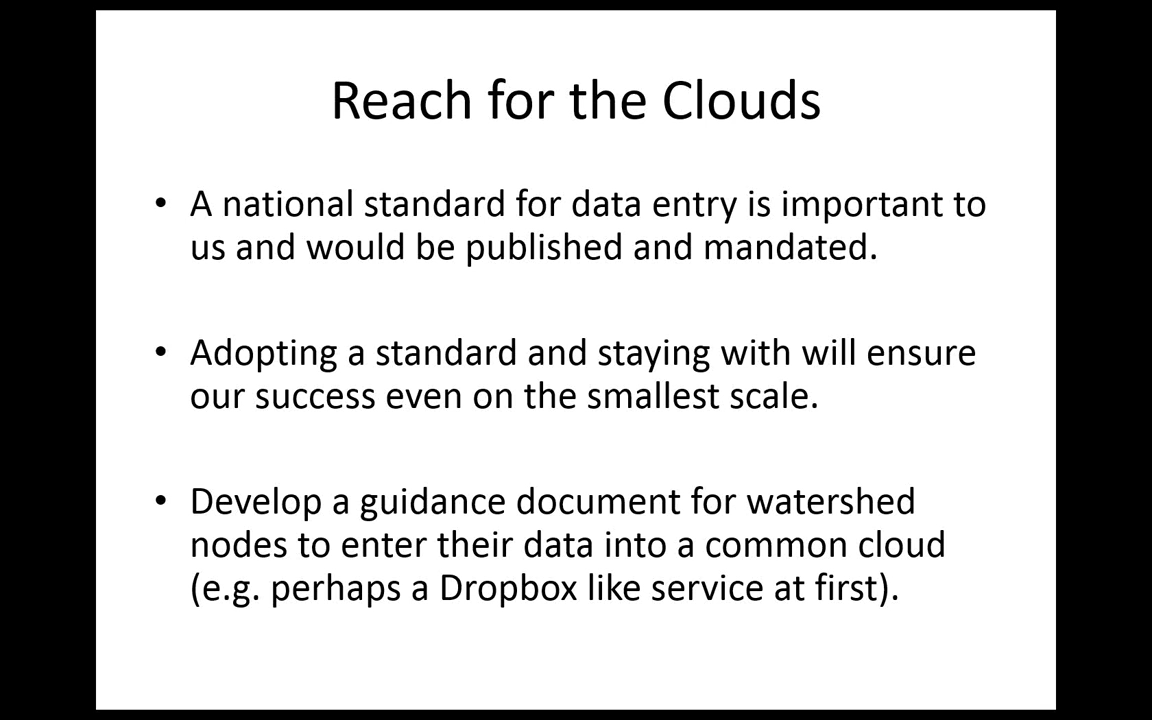 Reach for the Clouds
• A national standard for data entry is important to
us and would be published and mandated.
• Adopting a standard and staying with will ensure
our success even on the smallest scale.
• Develop a guidance document for watershed
nodes to enter their data into a common cloud
(e.g. perhaps a Dropbox like service at first).